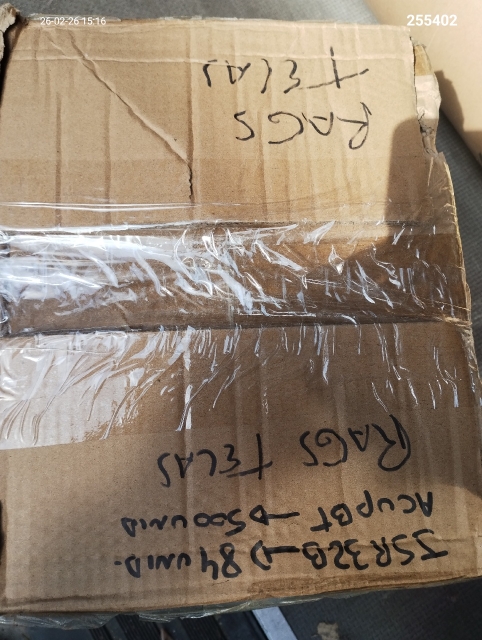 26-02-26 15:16
255402
JSR32B → 84 UNID.
ACUPBT → 500 UNID
RAGS TELAS
RAGS
TELAS